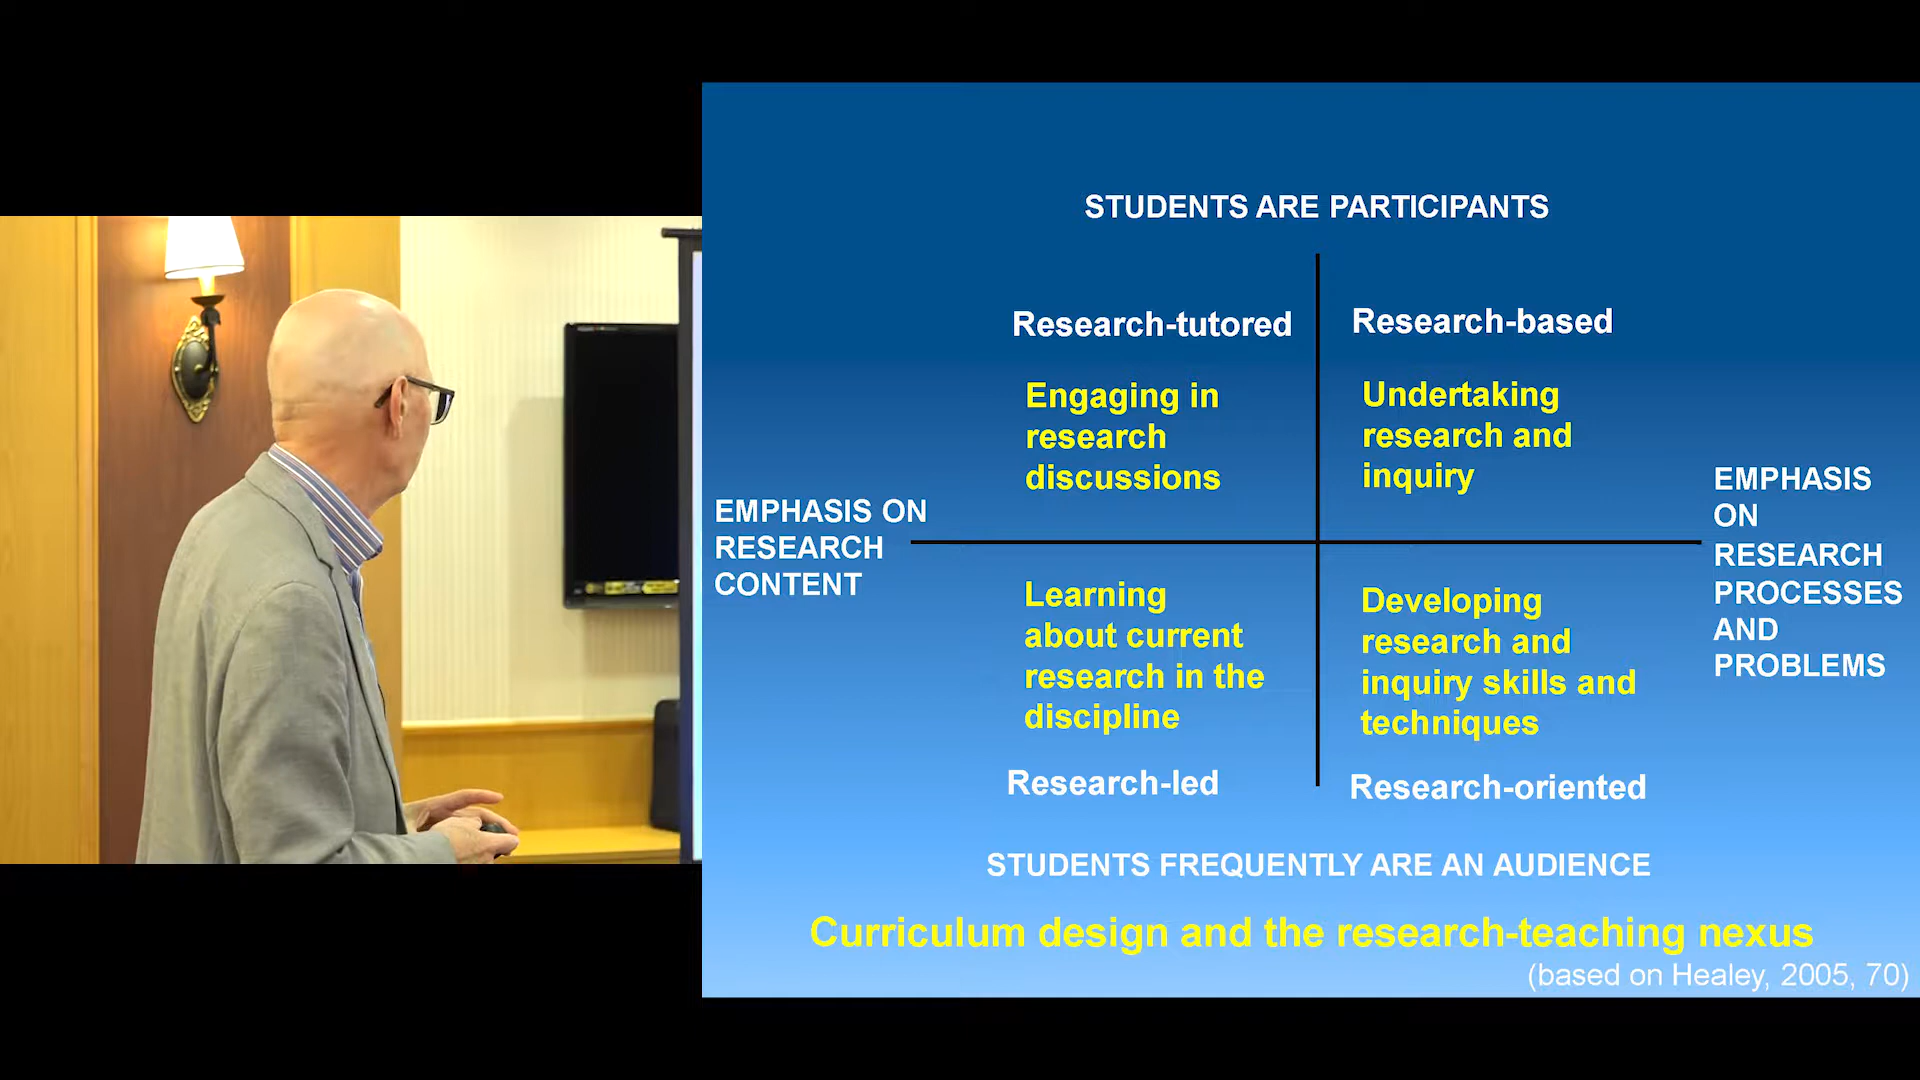 STUDENTS ARE PARTICIPANTS
Research-tutored
Research-based
Engaging in
research
discussions
Undertaking
research and
inquiry
EMPHASIS ON
RESEARCH
CONTENT
EMPHASIS
ON
RESEARCH
PROCESSES
AND
PROBLEMS
Learning
about current
research in the
discipline
Developing
research and
inquiry skills and
techniques
Research-led
Research-oriented
STUDENTS FREQUENTLY ARE AN AUDIENCE
Curriculum design and the research-teaching nexus
(based on Healey, 2005, 70)